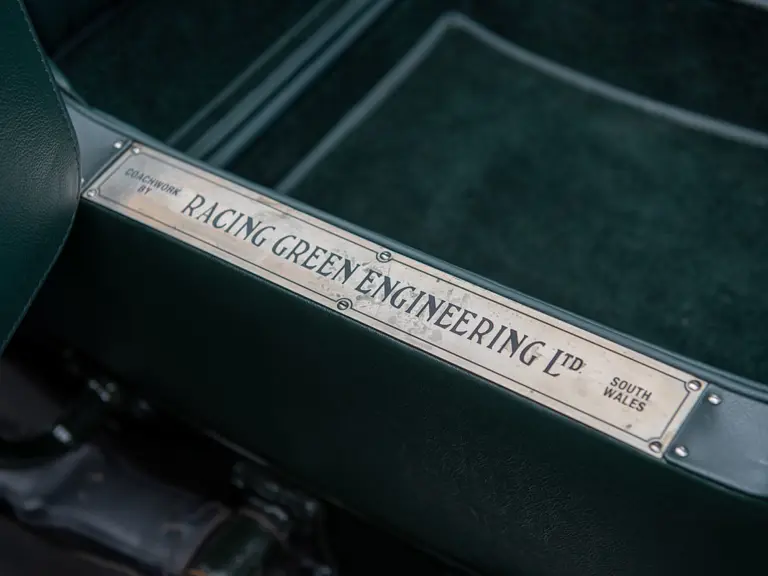 COACHWORK
BY
RACING GREEN ENGINEERING LTD.
SOUTH
WALES